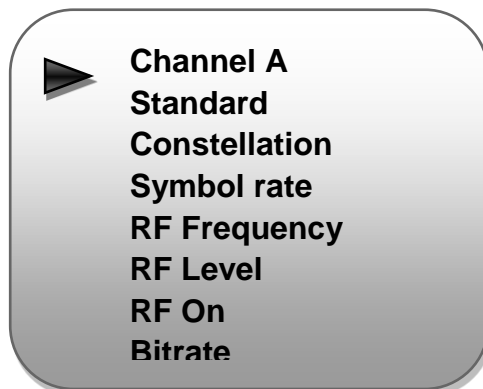 Channel A
Standard
Constellation
Symbol rate
RF Frequency
RF Level
RF On
Bitrate